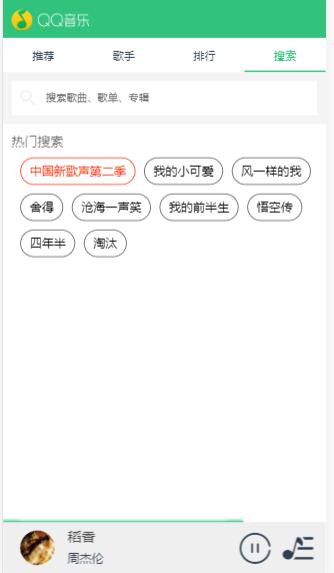 QQ音乐
推荐 歌手 排行 搜索
搜索歌曲、歌单、专辑
热门搜索
中国新歌声第二季 我的小可爱 风一样的我
舍得 沧海一声笑 我的前半生 悟空传
四年半 淘汰
稻香
周杰伦